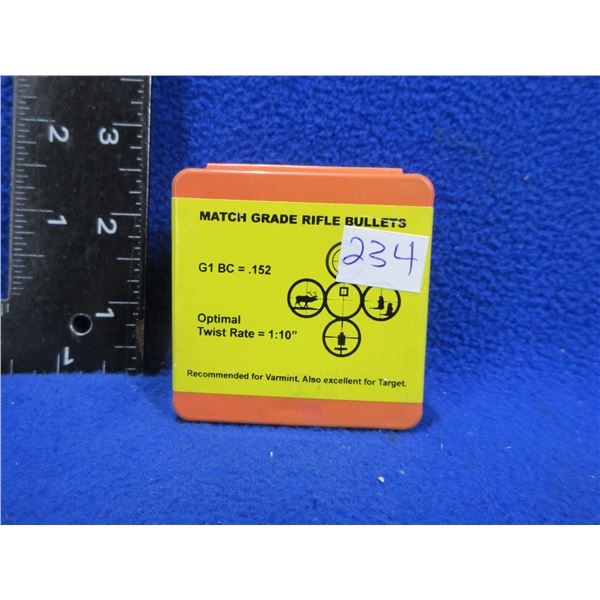 MATCH GRADE RIFLE BULLETS
234
G1 BC = .152
Optimal
Twist Rate = 1:10"
Recommended for Varmint. Also excellent for Target.
2
3
1
2
1
1